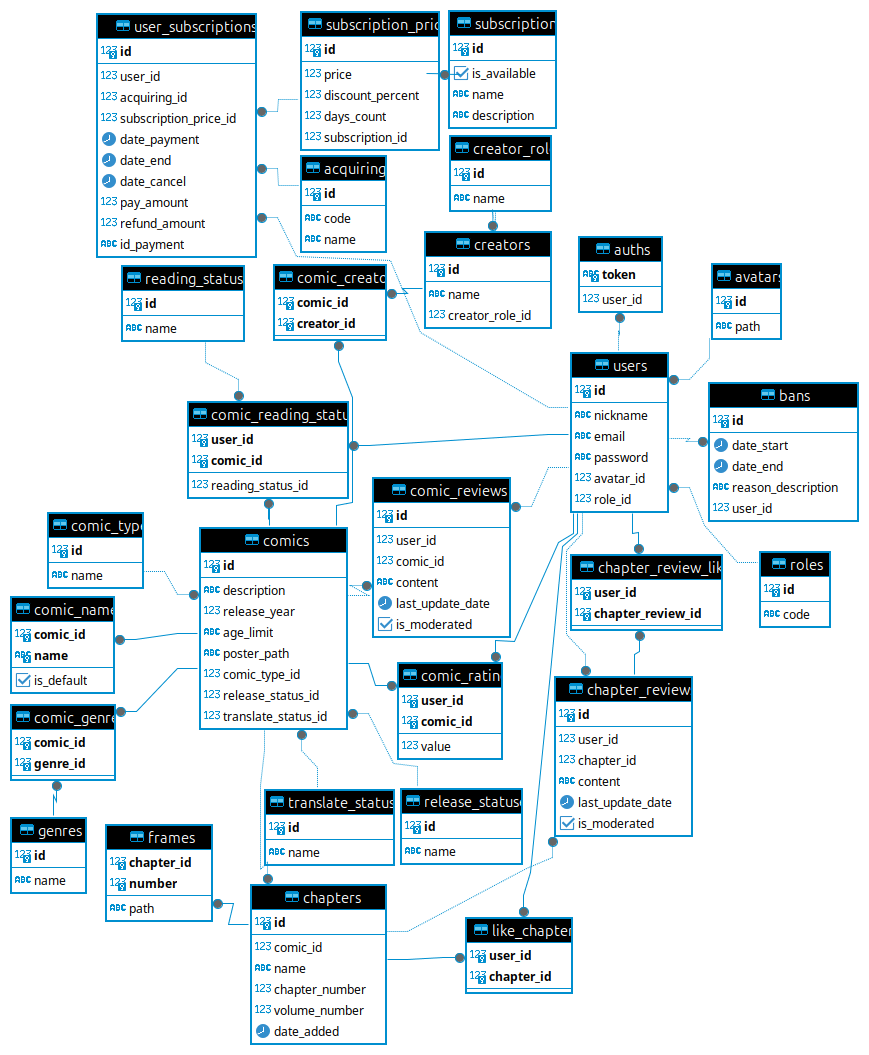 user_subscriptions
id
user_id
acquiring_id
subscription_price_id
date_payment
date_end
date_cancel
pay_amount
refund_amount
id_payment
subscription_pric
id
price
discount_percent
days_count
subscription_id
subscription
id
is_available
name
description
acquiring
id
code
name
creator_rol
id
name
creators
id
name
creator_role_id
auths
token
user_id
avatars
id
path
reading_status
id
name
comic_creato
comic_id
creator_id
users
id
nickname
email
password
avatar_id
role_id
bans
id
date_start
date_end
reason_description
user_id
comic_reading_statu
user_id
comic_id
reading_status_id
comic_reviews
id
user_id
comic_id
content
last_update_date
is_moderated
comic_type
id
name
comics
id
description
release_year
age_limit
poster_path
comic_type_id
release_status_id
translate_status_id
chapter_review_lik
user_id
chapter_review_id
roles
id
code
comic_name
comic_id
name
is_default
comic_ratin
user_id
comic_id
value
chapter_review
id
user_id
chapter_id
content
last_update_date
is_moderated
comic_genre
comic_id
genre_id
translate_status
id
name
release_status
id
name
genres
id
name
frames
chapter_id
number
path
chapters
id
comic_id
name
chapter_number
volume_number
date_added
like_chapter
user_id
chapter_id